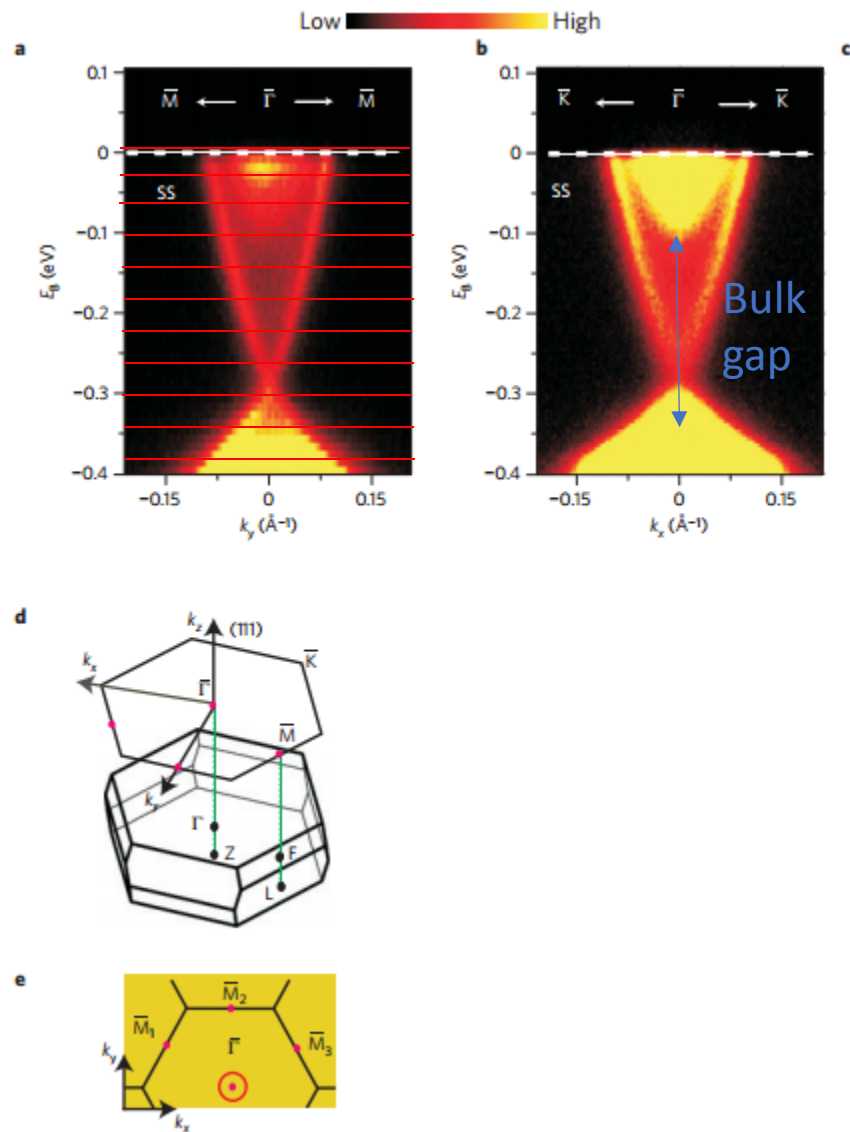 Low High
a
0.1
0
−0.1
−0.2
−0.3
−0.4
E_B (eV)
M̅ ← Γ̅ → M̅
SS
−0.15 0 0.15
k_y (Å⁻¹)
b
0.1
0
−0.1
−0.2
−0.3
−0.4
E_B (eV)
K̅ ← Γ̅ → K̅
SS
Bulk
gap
−0.15 0 0.15
k_x (Å⁻¹)
c
d
k_z (111)
K̅
k_x
Γ̅
M̅
k_y
Γ
Z
F
L
e
M̅₂
M̅₁
Γ̅
M̅₃
k_y
k_x